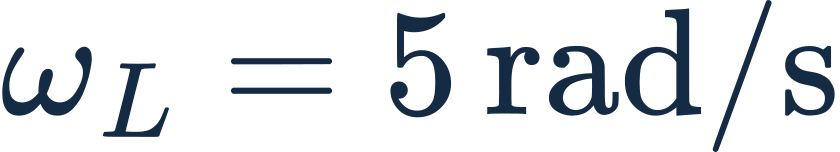 ω_L = 5 rad/s